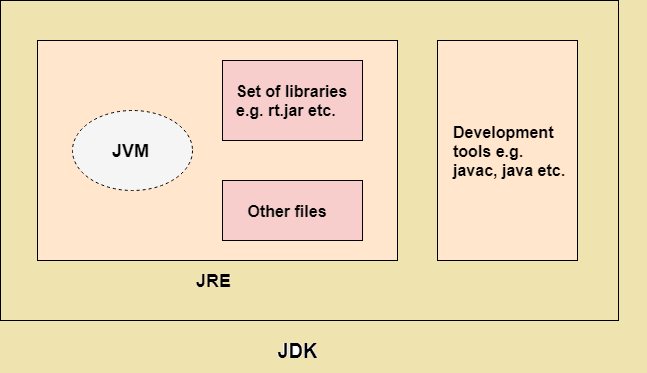 Set of libraries
e.g. rt.jar etc.
JVM
Other files
Development
tools e.g.
javac, java etc.
JRE
JDK